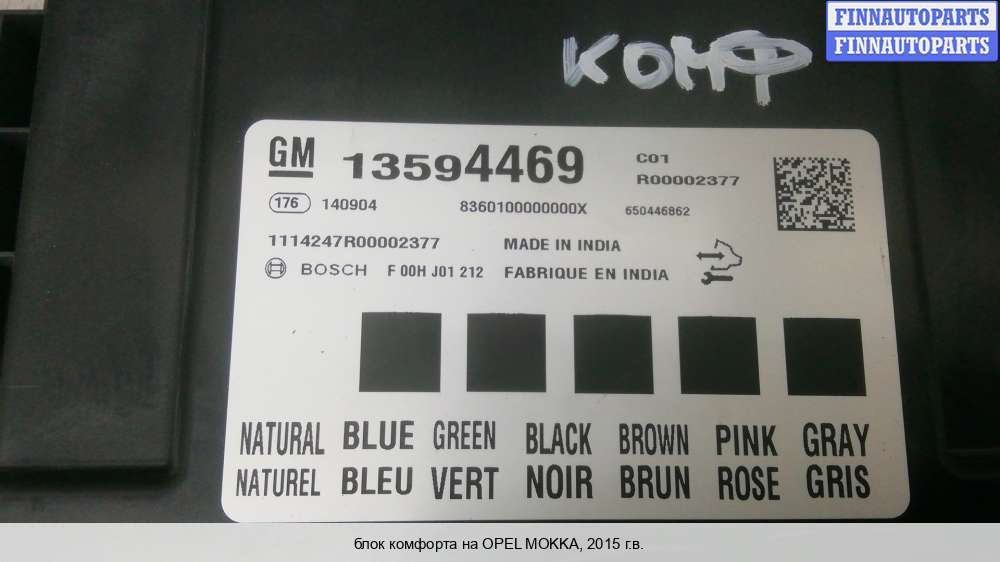 FINNAUTOPARTS
FINNAUTOPARTS
КОМФ
GM 13594469 C01
R00002377
176 140904 8360100000000X 650446862
1114247R00002377 MADE IN INDIA
BOSCH F 00H J01 212 FABRIQUE EN INDIA
NATURAL BLUE GREEN BLACK BROWN PINK GRAY
NATUREL BLEU VERT NOIR BRUN ROSE GRIS
блок комфорта на OPEL MOKKA, 2015 г.в.